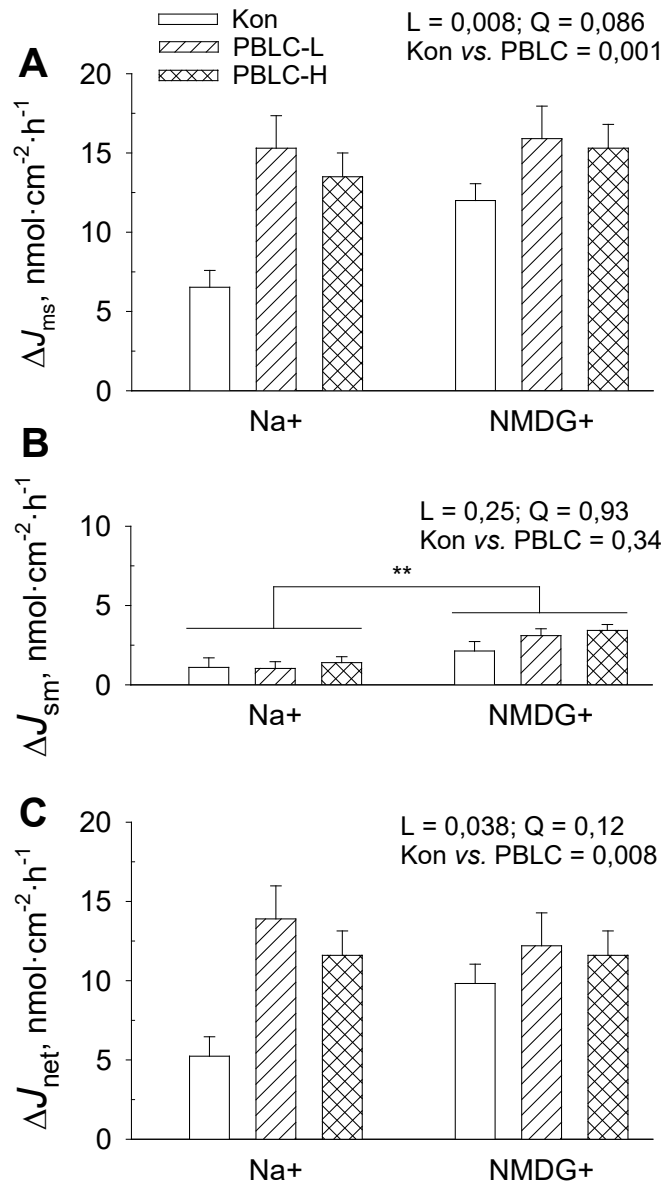 A
Kon
PBLC-L
PBLC-H
L = 0,008; Q = 0,086
Kon vs. PBLC = 0,001
ΔJms, nmol·cm-2·h-1
20
15
10
5
0
Na+ NMDG+
B
L = 0,25; Q = 0,93
Kon vs. PBLC = 0,34
ΔJsm, nmol·cm-2·h-1
10
5
0
**
Na+ NMDG+
C
L = 0,038; Q = 0,12
Kon vs. PBLC = 0,008
ΔJnet, nmol·cm-2·h-1
20
15
10
5
0
Na+ NMDG+